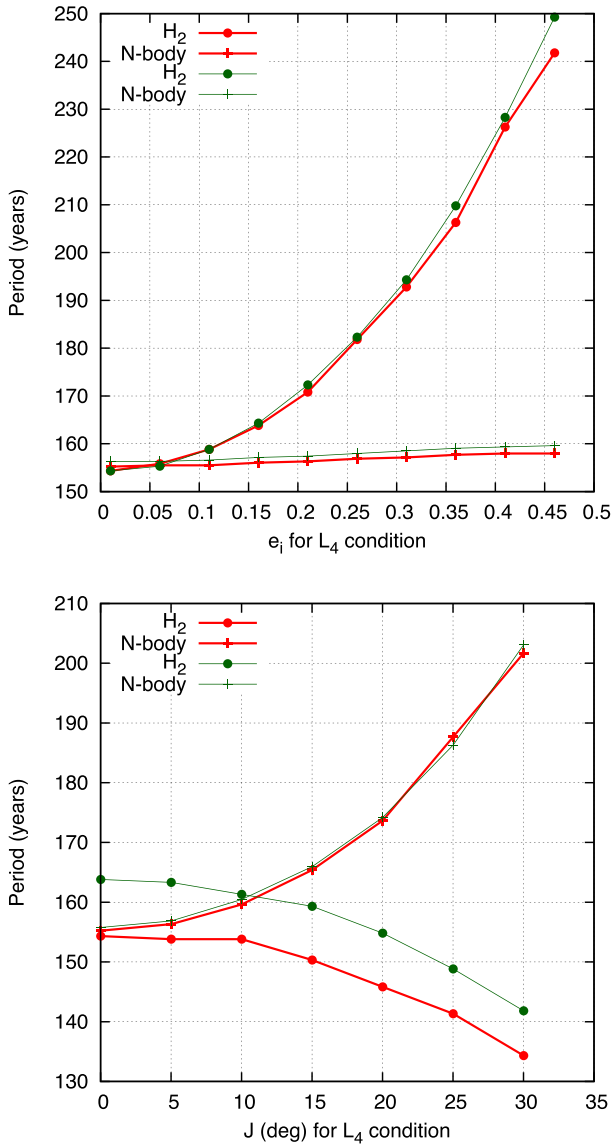 250
240
230
220
210
200
190
180
170
160
150
Period (years)
H2
N-body
H2
N-body
0 0.05 0.1 0.15 0.2 0.25 0.3 0.35 0.4 0.45 0.5
ei for L4 condition
210
200
190
180
170
160
150
140
130
Period (years)
H2
N-body
H2
N-body
0 5 10 15 20 25 30 35
J (deg) for L4 condition